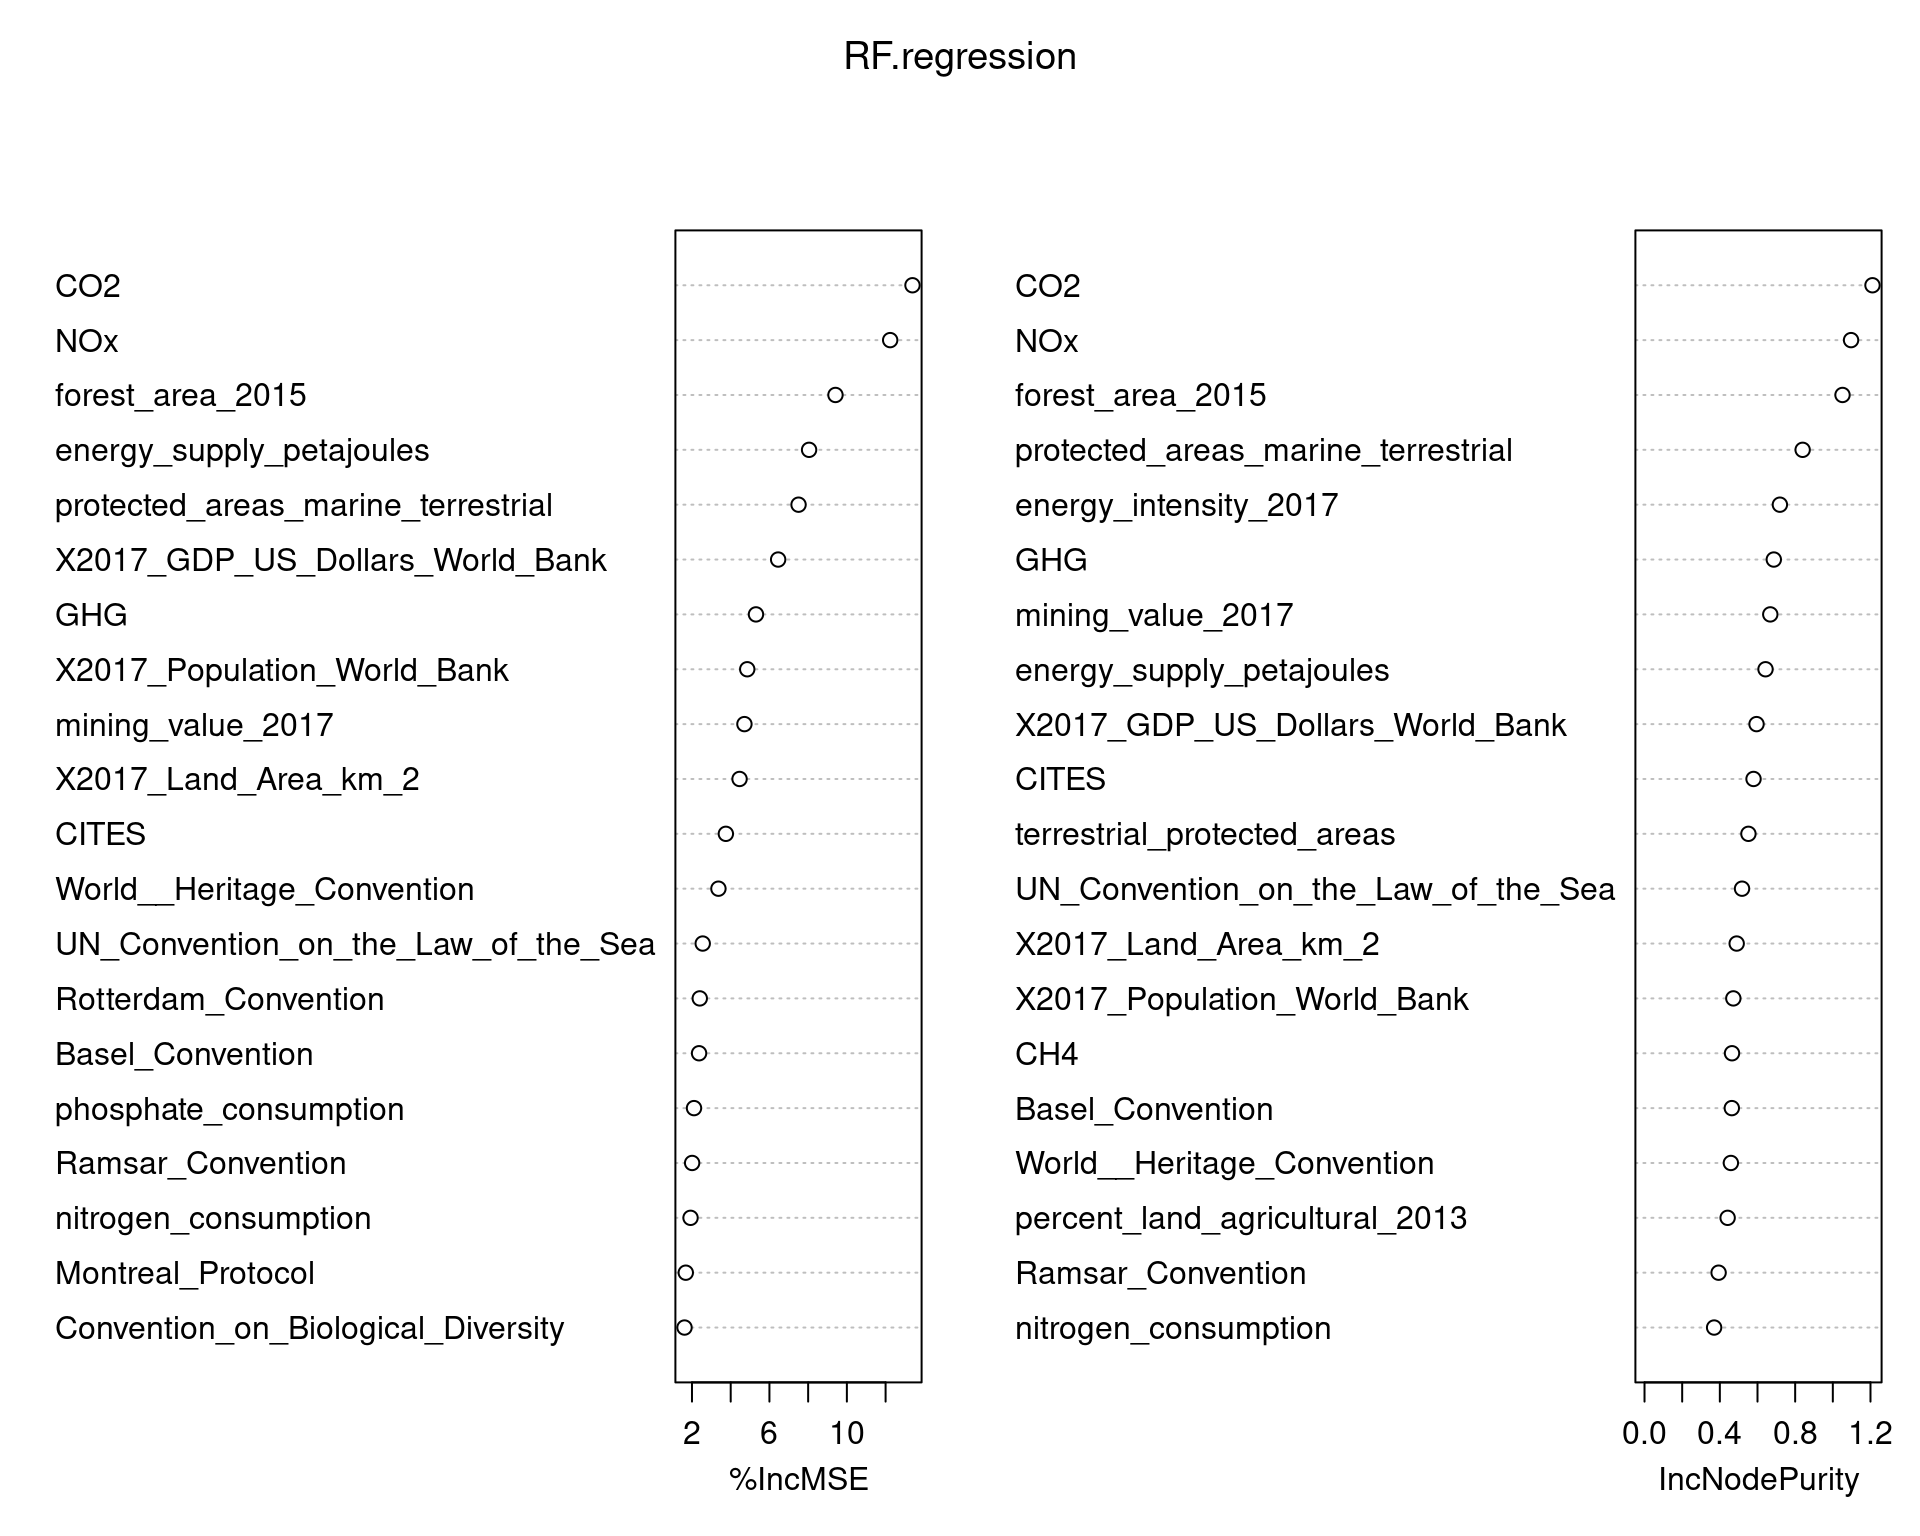 RF.regression
CO2
NOx
forest_area_2015
energy_supply_petajoules
protected_areas_marine_terrestrial
X2017_GDP_US_Dollars_World_Bank
GHG
X2017_Population_World_Bank
mining_value_2017
X2017_Land_Area_km_2
CITES
World__Heritage_Convention
UN_Convention_on_the_Law_of_the_Sea
Rotterdam_Convention
Basel_Convention
phosphate_consumption
Ramsar_Convention
nitrogen_consumption
Montreal_Protocol
Convention_on_Biological_Diversity
2 6 10
%IncMSE
CO2
NOx
forest_area_2015
protected_areas_marine_terrestrial
energy_intensity_2017
GHG
mining_value_2017
energy_supply_petajoules
X2017_GDP_US_Dollars_World_Bank
CITES
terrestrial_protected_areas
UN_Convention_on_the_Law_of_the_Sea
X2017_Land_Area_km_2
X2017_Population_World_Bank
CH4
Basel_Convention
World__Heritage_Convention
percent_land_agricultural_2013
Ramsar_Convention
nitrogen_consumption
0.0 0.4 0.8 1.2
IncNodePurity